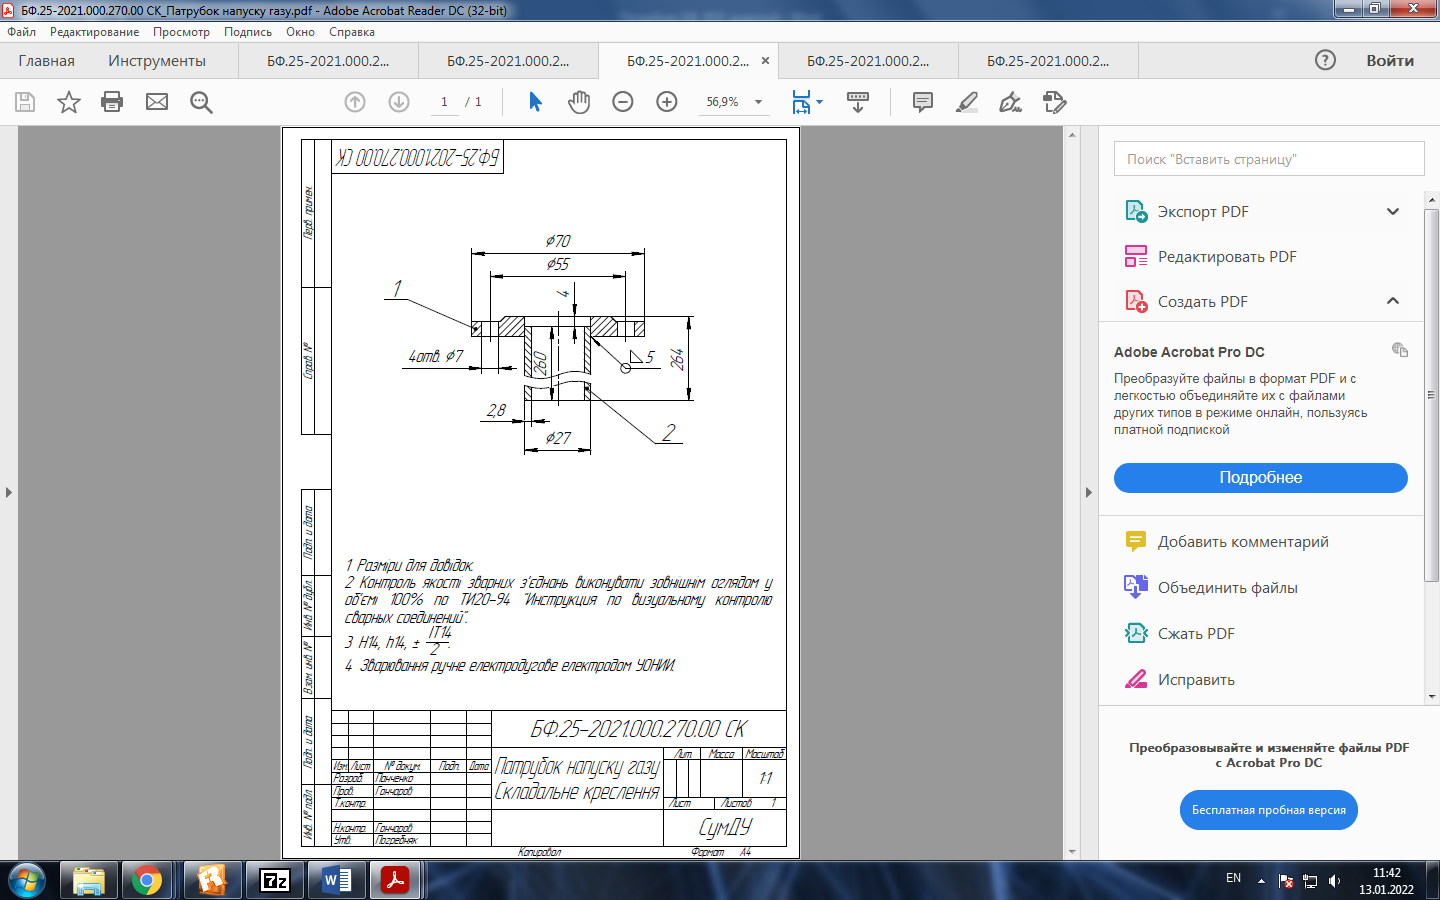 БФ.25-2021.000.270.00 СК_Патрубок напуску газу.pdf - Adobe Acrobat Reader DC (32-bit)
Файл Редактирование Просмотр Подпись Окно Справка
Главная Инструменты БФ.25-2021.000.2... БФ.25-2021.000.2... БФ.25-2021.000.2... × БФ.25-2021.000.2... БФ.25-2021.000.2... Войти
1 / 1 56,9%
БФ.25-2021.000.270.00 СК
Перв. примен.
Справ. №
Подп. и дата
Инв. № дубл.
Взам. инв. №
Подп. и дата
Инв. № подл.
⌀70
⌀55
4
1
4отв. ⌀7
260
5
264
2,8
⌀27
2
1 Розміри для довідок.
2 Контроль якості зварних з'єднань виконувати зовнішнім оглядом у
об'ємі 100% по ТИ20-94 "Инструкция по визуальному контролю
сварных соединений".
3 H14, h14, ± IT14/2.
4 Зварювання ручне електродугове електродом УОНИИ.
БФ.25-2021.000.270.00 СК
Изм. Лист № докум. Подп. Дата
Разраб. Панченко
Пров. Гончаров
Т.контр.
Н.контр. Гончаров
Утв. Погребняк
Патрубок напуску газу
Складальне креслення
Лит. Масса Масштаб
1:1
Лист Листов 1
СумДУ
Копировал Формат А4
Поиск "Вставить страницу"
Экспорт PDF
Редактировать PDF
Создать PDF
Adobe Acrobat Pro DC
Преобразуйте файлы в формат PDF и с
легкостью объединяйте их с файлами
других типов в режиме онлайн, пользуясь
платной подпиской
Подробнее
Добавить комментарий
Объединить файлы
Сжать PDF
Исправить
Преобразовывайте и изменяйте файлы PDF
с Acrobat Pro DC
Бесплатная пробная версия
7z W EN 11:42
13.01.2022